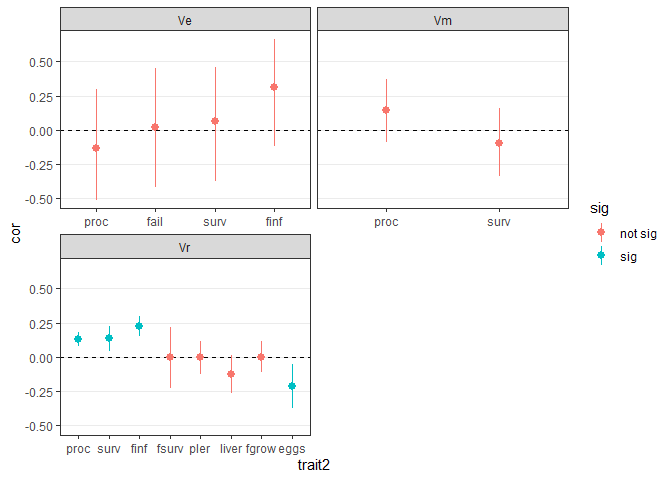 Ve
Vm
0.50
0.25
0.00
-0.25
-0.50
proc fail surv finf
proc surv
Vr
0.50
0.25
0.00
-0.25
-0.50
proc surv finf fsurv pler liver fgrow eggs
trait2
cor
sig
not sig
sig